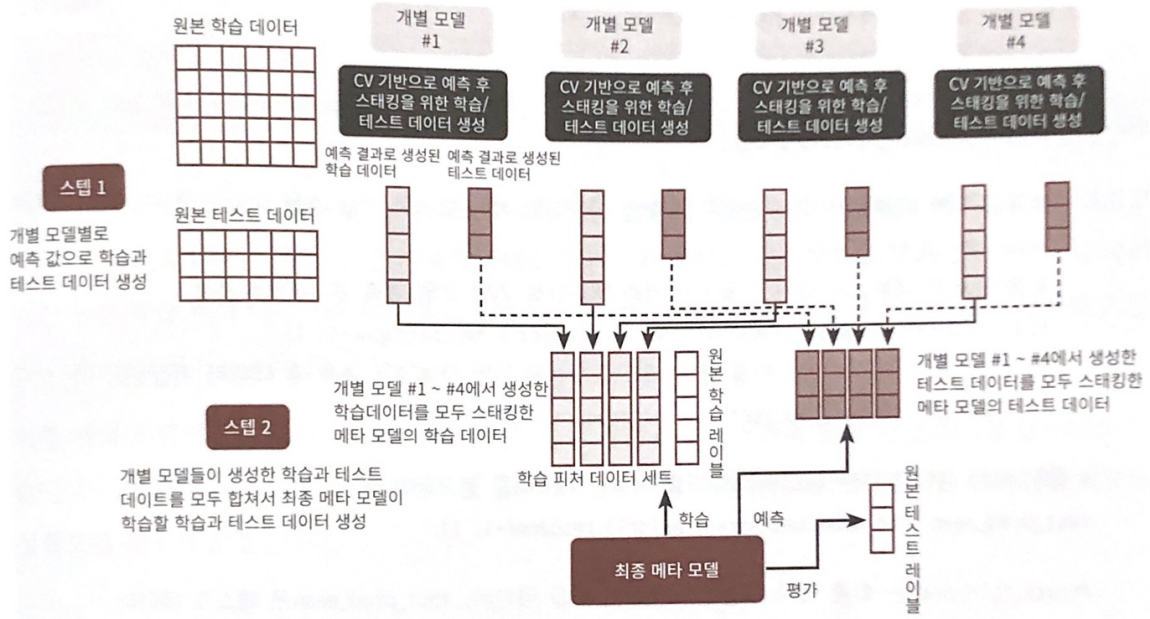 원본 학습 데이터
개별 모델
#1
개별 모델
#2
개별 모델
#3
개별 모델
#4
CV 기반으로 예측 후
스태킹을 위한 학습/
테스트 데이터 생성
CV 기반으로 예측 후
스태킹을 위한 학습/
테스트 데이터 생성
CV 기반으로 예측 후
스태킹을 위한 학습/
테스트 데이터 생성
CV 기반으로 예측 후
스태킹을 위한 학습/
테스트 데이터 생성
예측 결과로 생성된
학습 데이터
예측 결과로 생성된
테스트 데이터
스텝 1
개별 모델별로
예측 값으로 학습과
테스트 데이터 생성
원본 테스트 데이터
개별 모델 #1 ~ #4에서 생성한
학습데이터를 모두 스태킹한
메타 모델의 학습 데이터
원본 학습 레이블
개별 모델 #1 ~ #4에서 생성한
테스트 데이터를 모두 스태킹한
메타 모델의 테스트 데이터
스텝 2
개별 모델들이 생성한 학습과 테스트
데이트를 모두 합쳐서 최종 메타 모델이
학습할 학습과 테스트 데이터 생성
학습 피처 데이터 세트
학습
예측
원본 테스트 레이블
최종 메타 모델
평가